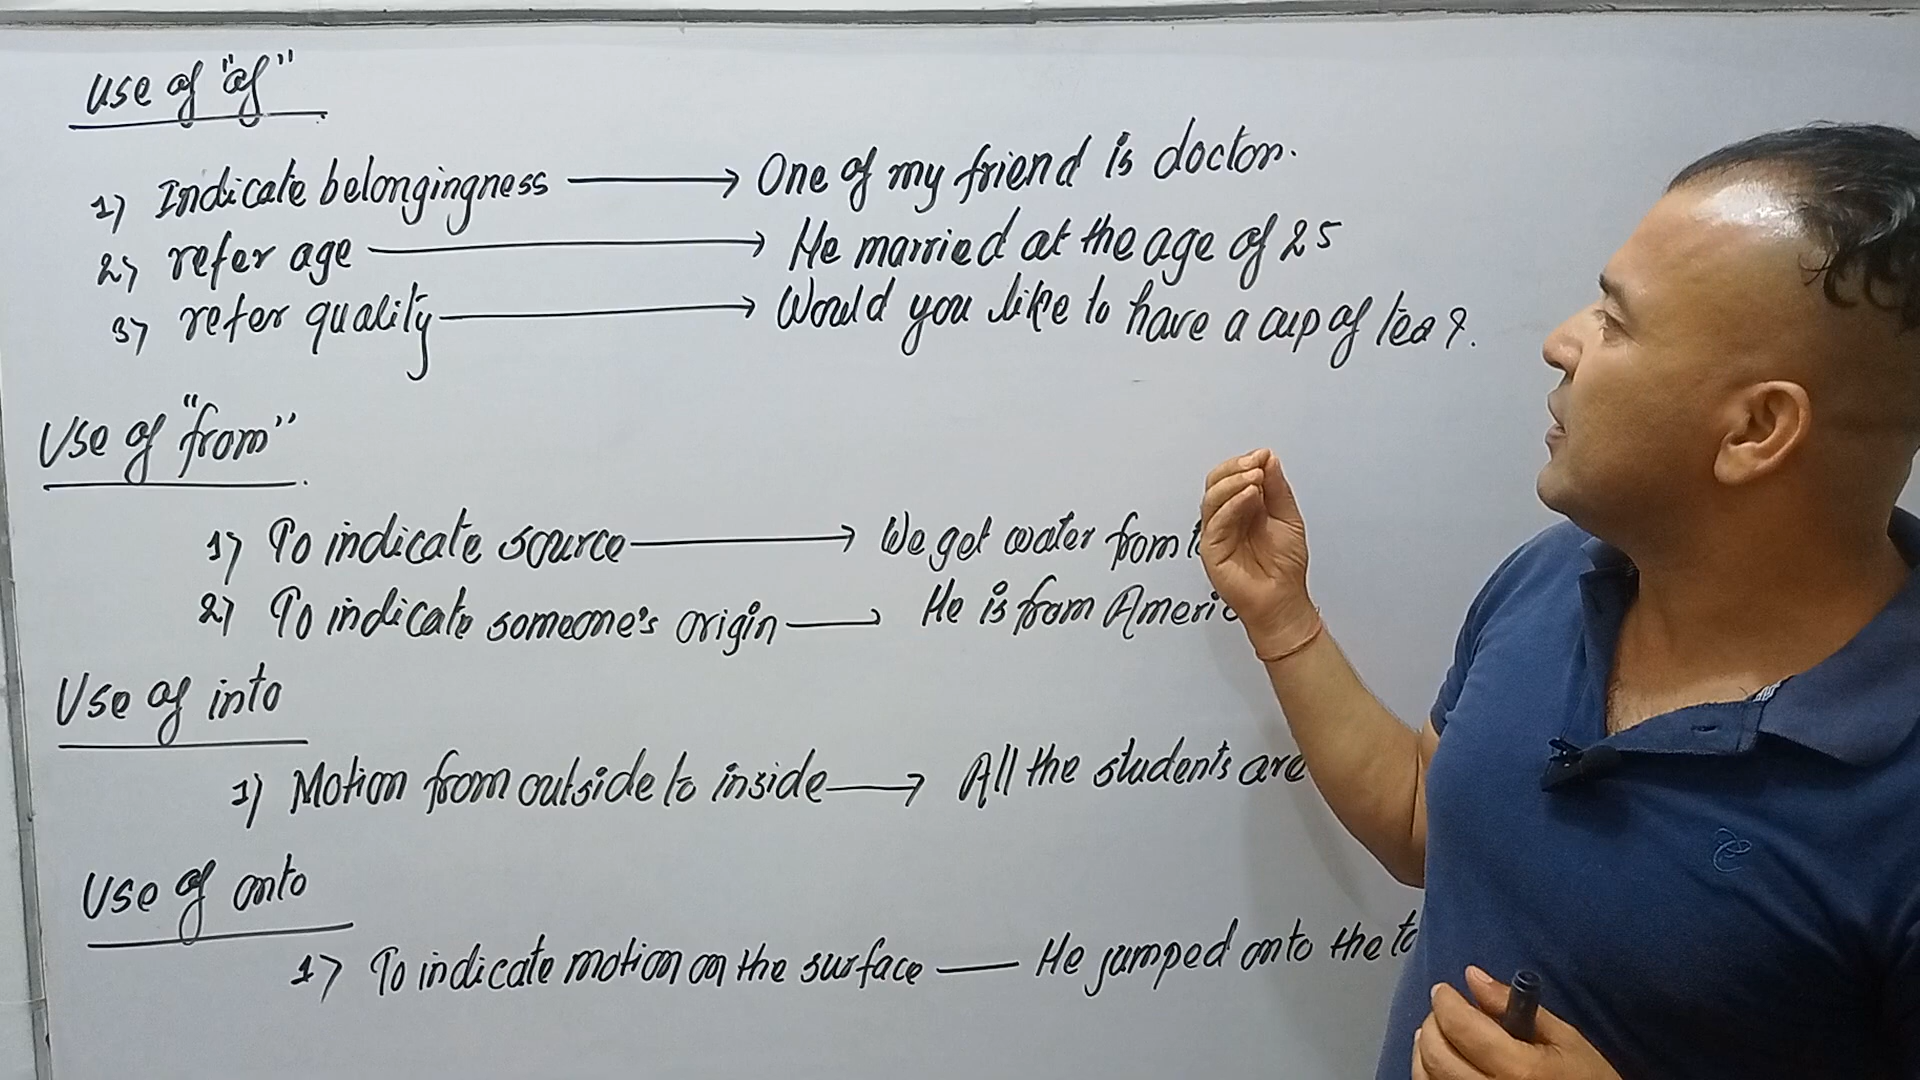 Use of "of"
1) Indicate belongingness → One of my friend is doctor.
2) refer age → He married at the age of 25
3) refer quality → Would you like to have a cup of tea?.
Use of "from"
1) To indicate source → We get water from
2) To indicate someone's origin — He is from Americ
Use of into
1) Motion from outside to inside → All the students are
Use of onto
1) To indicate motion on the surface — He jumped onto the